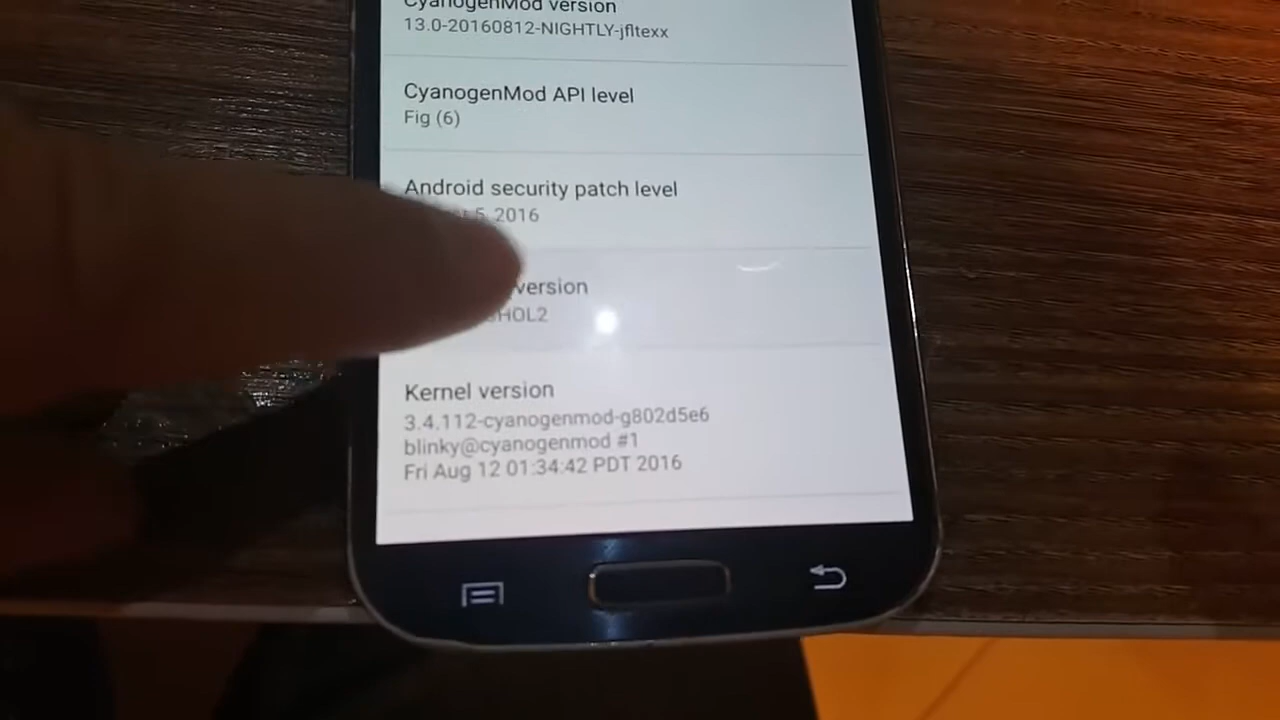 CyanogenMod version
13.0-20160812-NIGHTLY-jfltexx
CyanogenMod API level
Fig (6)
Android security patch level
5, 2016
version
HOL2
Kernel version
3.4.112-cyanogenmod-g802d5e6
blinky@cyanogenmod #1
Fri Aug 12 01:34:42 PDT 2016